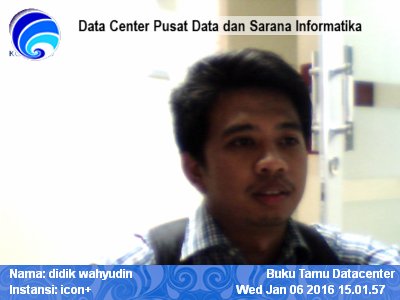 Data Center Pusat Data dan Sarana Informatika
Nama: didik wahyudin
Buku Tamu Datacenter
Instansi: icon+
Wed Jan 06 2016 15.01.57